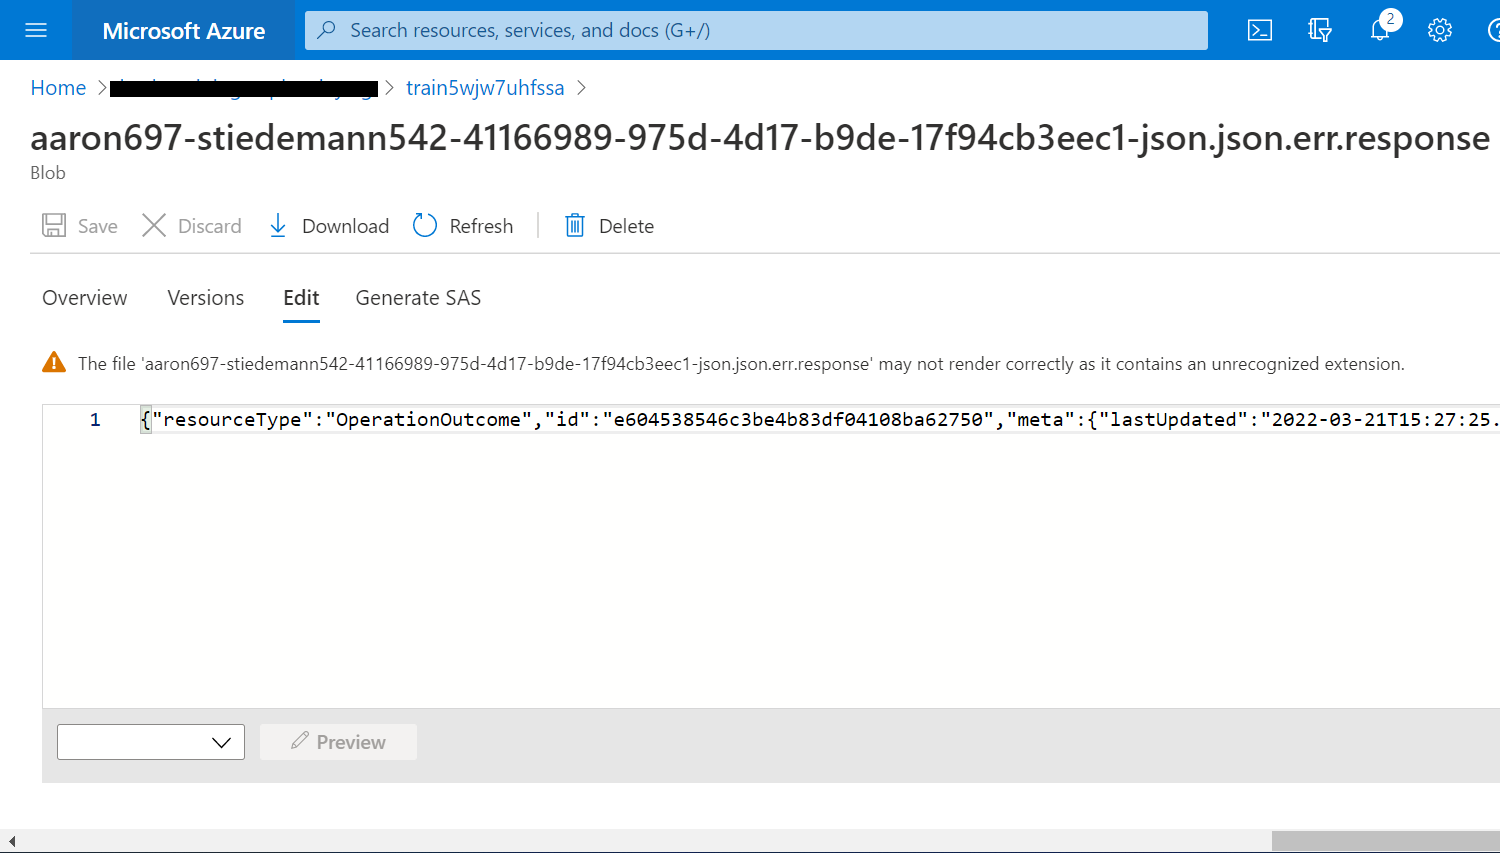 Microsoft Azure
Search resources, services, and docs (G+/)
2
Home > train5wjw7uhfssa >
aaron697-stiedemann542-41166989-975d-4d17-b9de-17f94cb3eec1-json.json.err.response
Blob
Save Discard Download Refresh Delete
Overview Versions Edit Generate SAS
The file 'aaron697-stiedemann542-41166989-975d-4d17-b9de-17f94cb3eec1-json.json.err.response' may not render correctly as it contains an unrecognized extension.
1 {"resourceType":"OperationOutcome","id":"e604538546c3be4b83df04108ba62750","meta":{"lastUpdated":"2022-03-21T15:27:25.
Preview